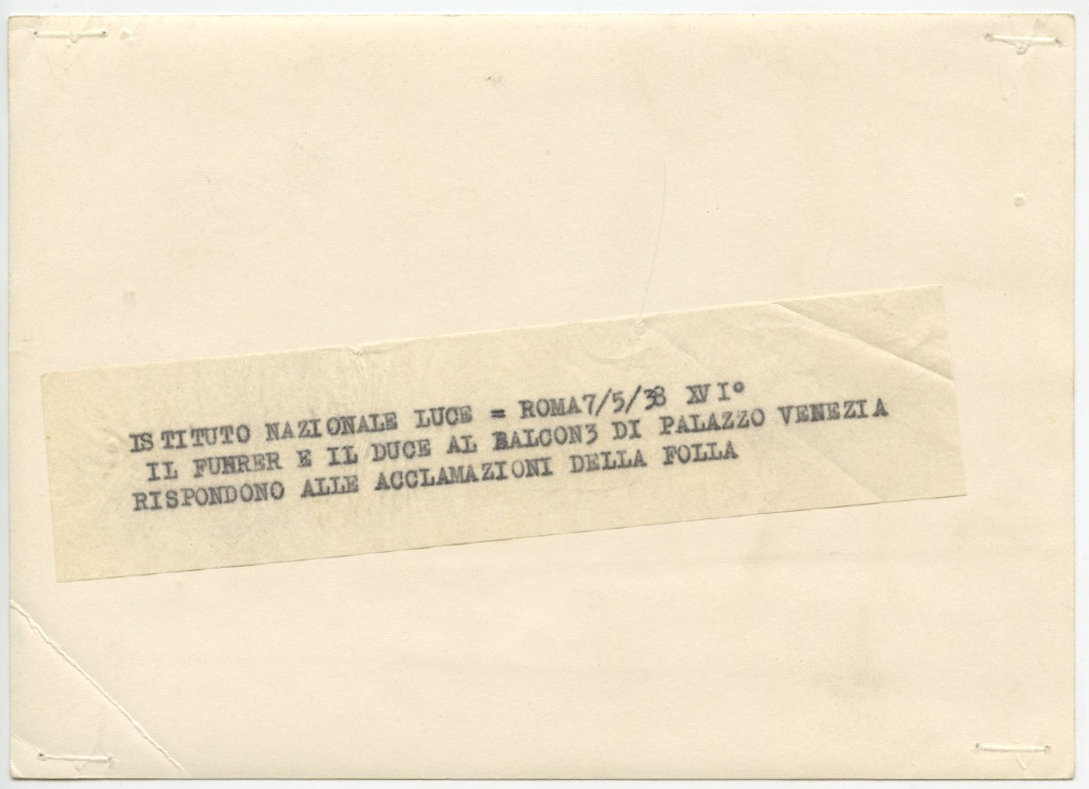 ISTITUTO NAZIONALE LUCE = ROMA7/5/38 XVI°
IL FUHRER E IL DUCE AL BALCON3 DI PALAZZO VENEZIA
RISPONDONO ALLE ACCLAMAZIONI DELLA FOLLA